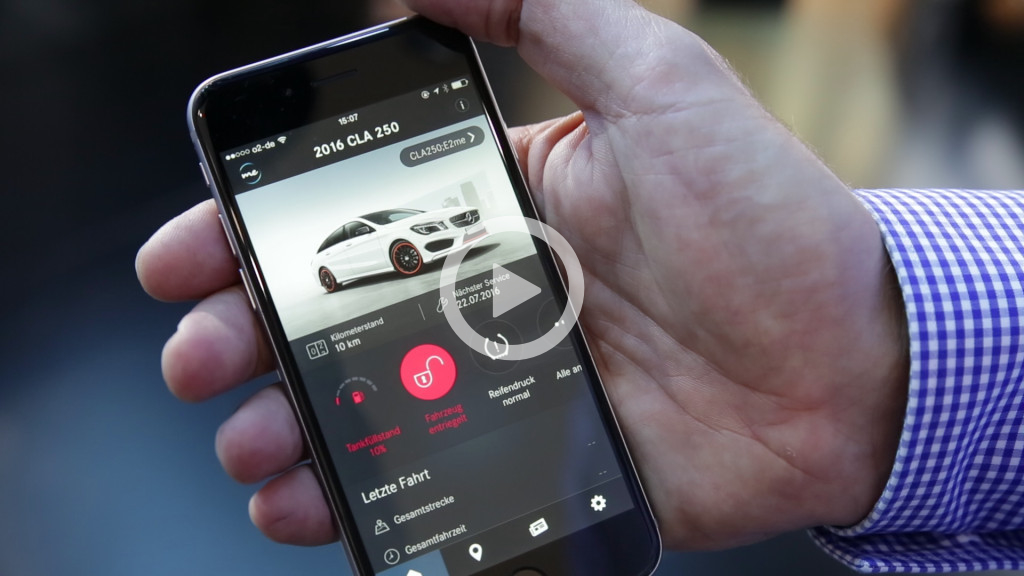 o2-de
15:07
2016 CLA 250
CLA250:E2me
Kilometerstand
10 km
Nächster Service
22.07.2016
Tankfüllstand
10%
Fahrzeug
entriegelt
Reifendruck
normal
Alle an
Letzte Fahrt
--
Gesamtstrecke
--
Gesamtfahrzeit